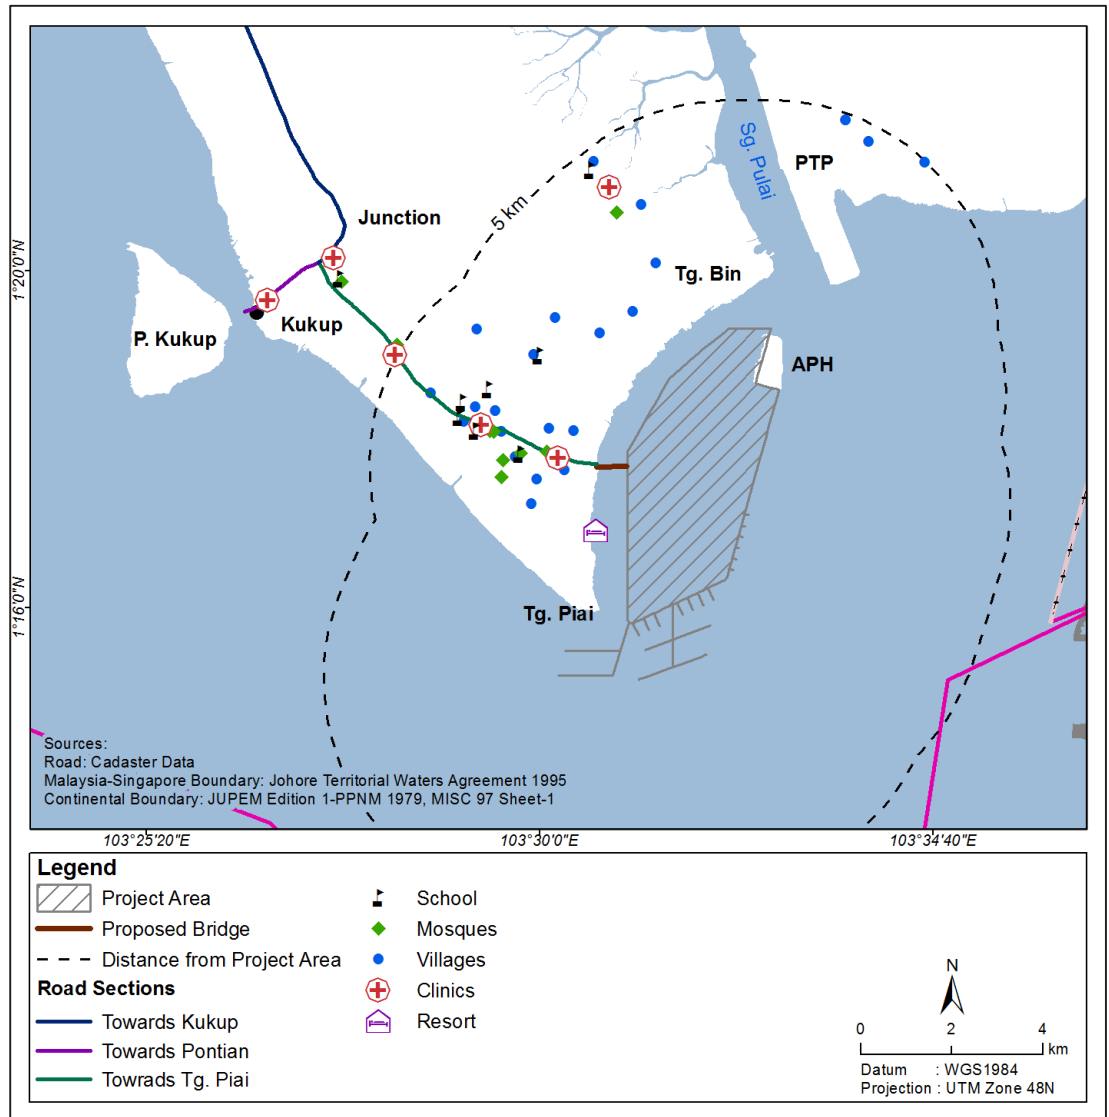 Sg. Pulai
PTP
5 km
Junction
1°20'0"N
Tg. Bin
P. Kukup
Kukup
APH
1°16'0"N
Tg. Piai
Sources:
Road: Cadaster Data
Malaysia-Singapore Boundary: Johore Territorial Waters Agreement 1995
Continental Boundary: JUPEM Edition 1-PPNM 1979, MISC 97 Sheet-1
103°25'20"E
103°30'0"E
103°34'40"E
Legend
Project Area
Proposed Bridge
Distance from Project Area
Road Sections
Towards Kukup
Towards Pontian
Towrads Tg. Piai
School
Mosques
Villages
Clinics
Resort
N
0 2 4
km
Datum : WGS1984
Projection : UTM Zone 48N